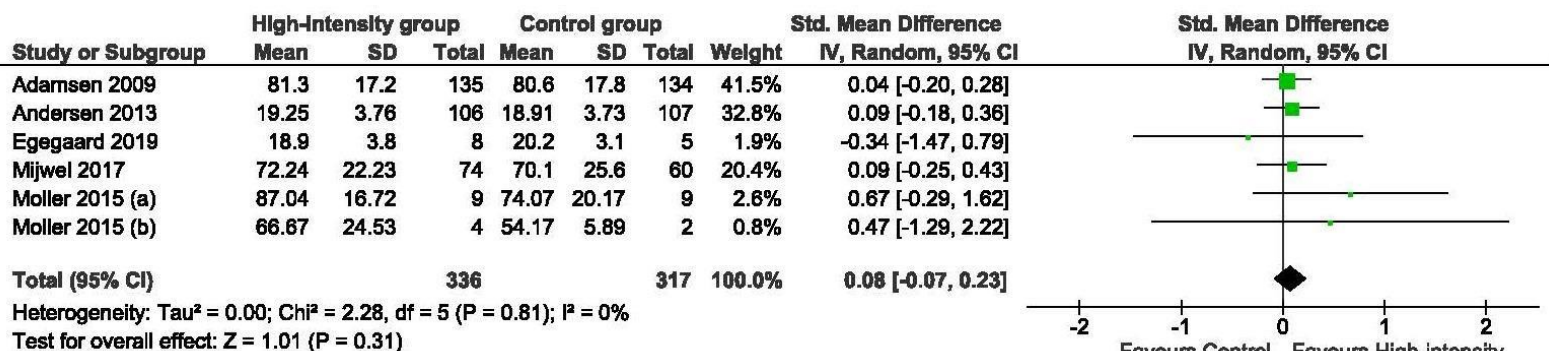 High-intensity group Control group Std. Mean Difference Std. Mean Difference
Study or Subgroup Mean SD Total Mean SD Total Weight IV, Random, 95% CI IV, Random, 95% CI
Adamsen 2009 81.3 17.2 135 80.6 17.8 134 41.5% 0.04 [-0.20, 0.28]
Andersen 2013 19.25 3.76 106 18.91 3.73 107 32.8% 0.09 [-0.18, 0.36]
Egegaard 2019 18.9 3.8 8 20.2 3.1 5 1.9% -0.34 [-1.47, 0.79]
Mijwel 2017 72.24 22.23 74 70.1 25.6 60 20.4% 0.09 [-0.25, 0.43]
Moller 2015 (a) 87.04 16.72 9 74.07 20.17 9 2.6% 0.67 [-0.29, 1.62]
Moller 2015 (b) 66.67 24.53 4 54.17 5.89 2 0.8% 0.47 [-1.29, 2.22]
Total (95% CI) 336 317 100.0% 0.08 [-0.07, 0.23]
Heterogeneity: Tau² = 0.00; Chi² = 2.28, df = 5 (P = 0.81); I² = 0%
-2 -1 0 1 2
Test for overall effect: Z = 1.01 (P = 0.31)
Favours Control Favours High-intensity